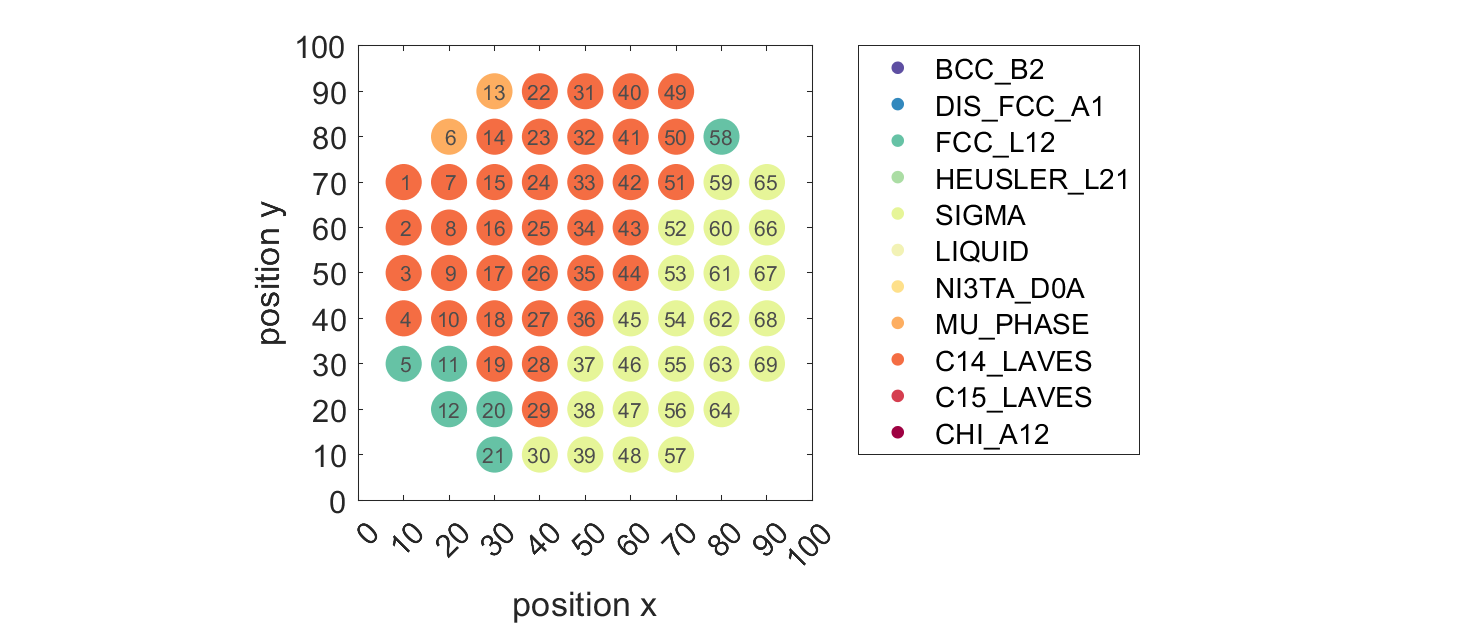 100
90 13 22 31 40 49
80 6 14 23 32 41 50 58
70 1 7 15 24 33 42 51 59 65
60 2 8 16 25 34 43 52 60 66
50 3 9 17 26 35 44 53 61 67
40 4 10 18 27 36 45 54 62 68
30 5 11 19 28 37 46 55 63 69
20 12 20 29 38 47 56 64
10 21 30 39 48 57
0
0 10 20 30 40 50 60 70 80 90 100
position x
position y
BCC_B2
DIS_FCC_A1
FCC_L12
HEUSLER_L21
SIGMA
LIQUID
NI3TA_D0A
MU_PHASE
C14_LAVES
C15_LAVES
CHI_A12